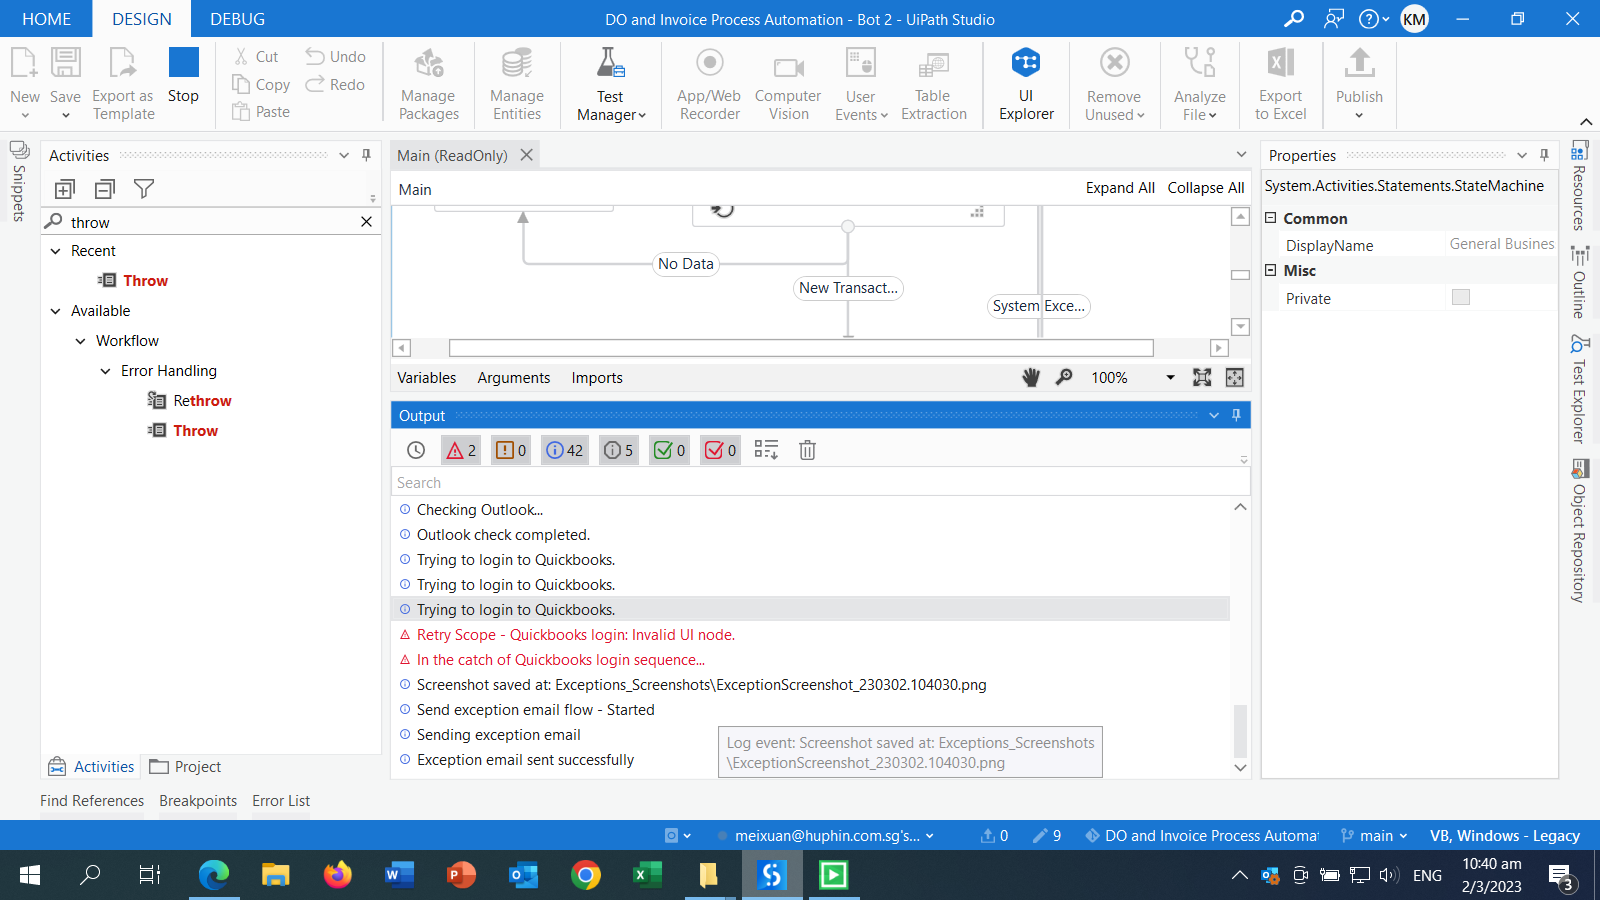 HOME
DESIGN
DEBUG
DO and Invoice Process Automation - Bot 2 - UiPath Studio
KM
New
Save
Export as
Template
Stop
Cut
Copy
Paste
Undo
Redo
Manage
Packages
Manage
Entities
Test
Manager
App/Web
Recorder
Computer
Vision
User
Events
Table
Extraction
UI
Explorer
Remove
Unused
Analyze
File
Export
to Excel
Publish
Snippets
Activities
throw
Recent
Throw
Available
Workflow
Error Handling
Rethrow
Throw
Activities
Project
Main (ReadOnly)
Main
Expand All
Collapse All
No Data
New Transact...
System Exce...
Variables
Arguments
Imports
100%
Output
2
0
42
5
0
0
Search
Checking Outlook...
Outlook check completed.
Trying to login to Quickbooks.
Trying to login to Quickbooks.
Trying to login to Quickbooks.
Retry Scope - Quickbooks login: Invalid UI node.
In the catch of Quickbooks login sequence...
Screenshot saved at: Exceptions_Screenshots\ExceptionScreenshot_230302.104030.png
Send exception email flow - Started
Sending exception email
Exception email sent successfully
Log event: Screenshot saved at: Exceptions_Screenshots
\ExceptionScreenshot_230302.104030.png
Properties
System.Activities.Statements.StateMachine
Common
DisplayName
General Busines
Misc
Private
Resources
Outline
Test Explorer
Object Repository
Find References
Breakpoints
Error List
meixuan@huphin.com.sg's...
0
9
DO and Invoice Process Automat
main
VB, Windows - Legacy
ENG
10:40 am
2/3/2023
3